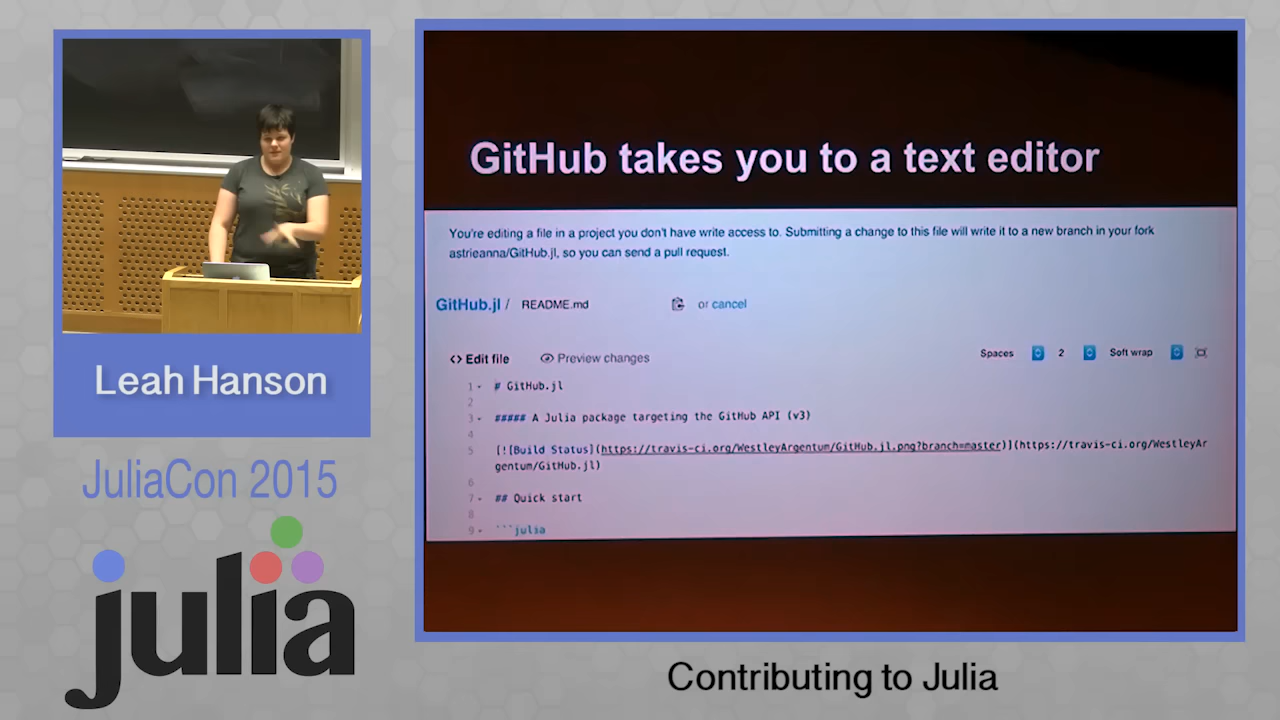 Leah Hanson
JuliaCon 2015
julia
GitHub takes you to a text editor
You're editing a file in a project you don't have write access to. Submitting a change to this file will write it to a new branch in your fork
astrieanna/GitHub.jl, so you can send a pull request.
GitHub.jl / README.md or cancel
<> Edit file Preview changes Spaces 2 Soft wrap
1 # GitHub.jl
2
3 ##### A Julia package targeting the GitHub API (v3)
4
5 [![Build Status](https://travis-ci.org/WestleyArgentum/GitHub.jl.png?branch=master)](https://travis-ci.org/WestleyAr
gentum/GitHub.jl)
6
7 ## Quick start
8
9 ```julia
Contributing to Julia